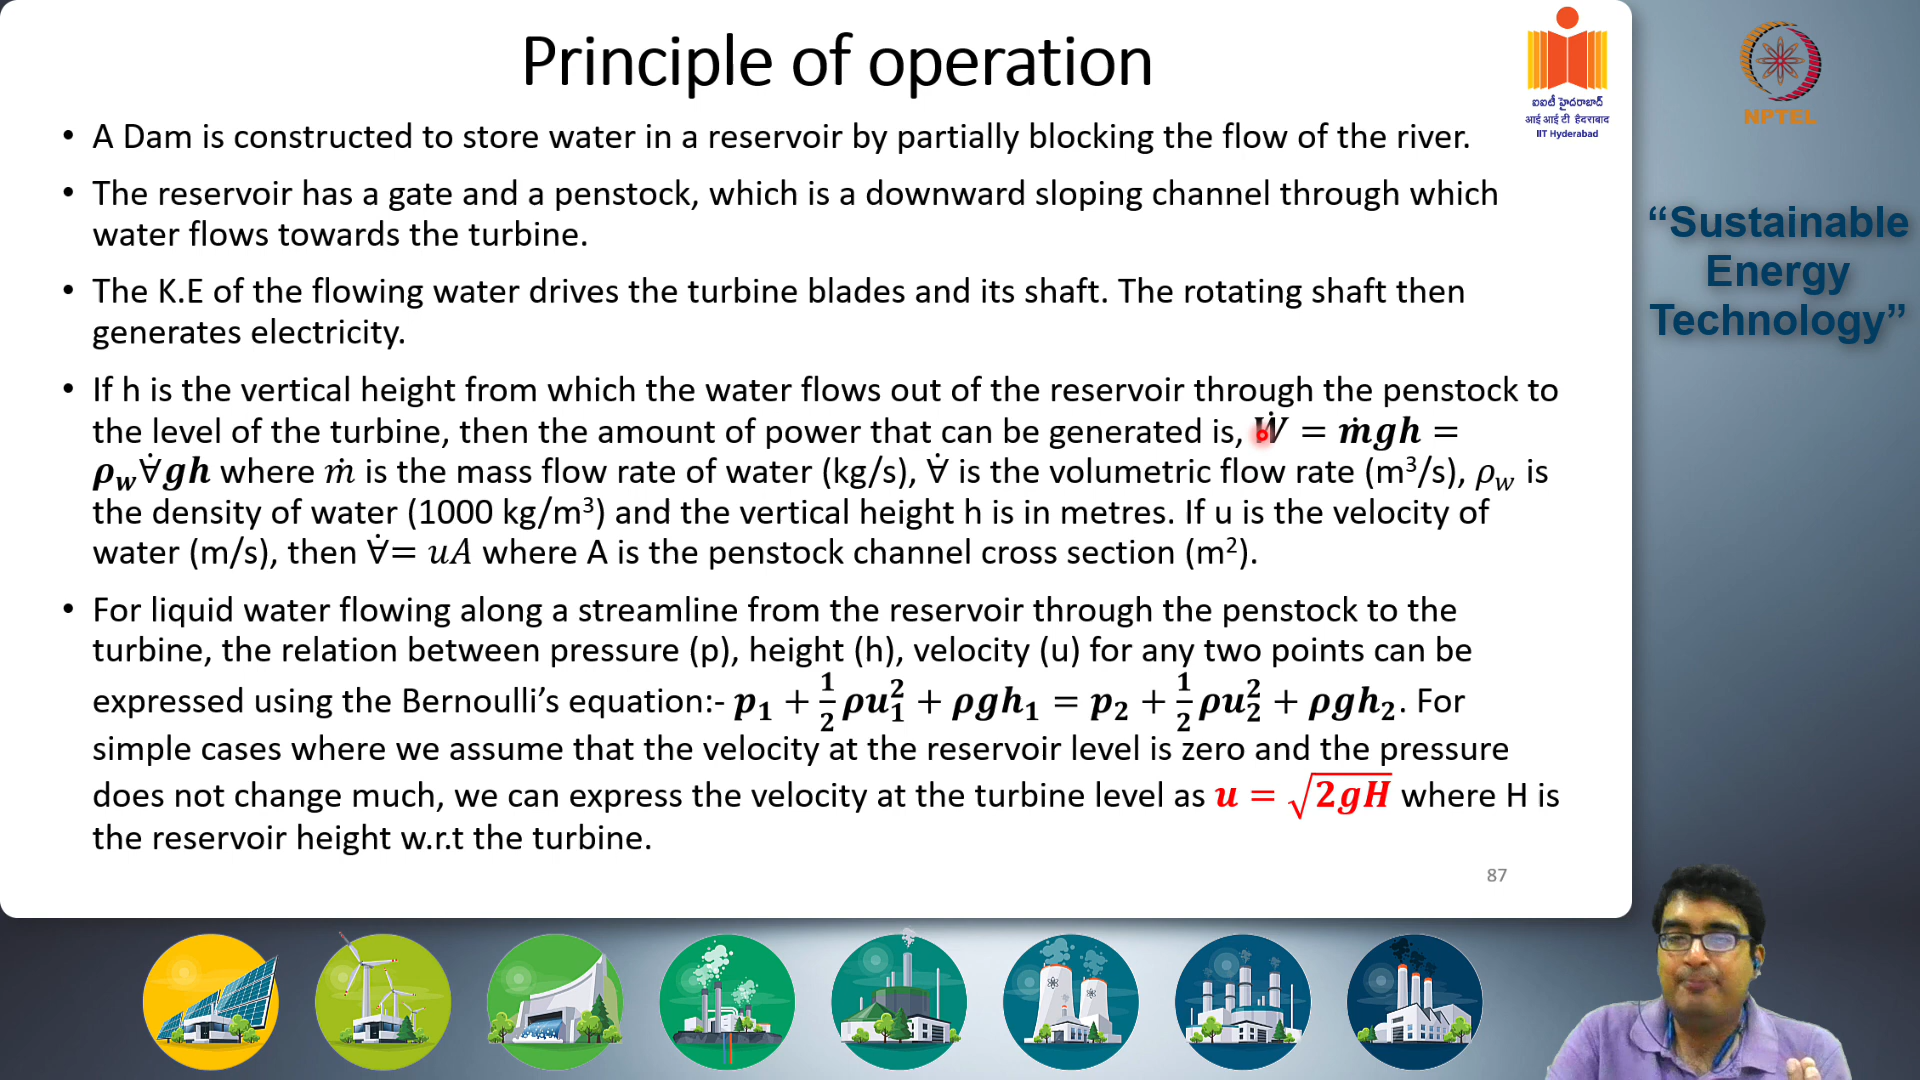 Principle of operation
• A Dam is constructed to store water in a reservoir by partially blocking the flow of the river.
• The reservoir has a gate and a penstock, which is a downward sloping channel through which
water flows towards the turbine.
• The K.E of the flowing water drives the turbine blades and its shaft. The rotating shaft then
generates electricity.
• If h is the vertical height from which the water flows out of the reservoir through the penstock to
the level of the turbine, then the amount of power that can be generated is, Ẇ = ṁgh =
ρ_w∀̇gh where ṁ is the mass flow rate of water (kg/s), ∀̇ is the volumetric flow rate (m³/s), ρ_w is
the density of water (1000 kg/m³) and the vertical height h is in metres. If u is the velocity of
water (m/s), then ∀̇= uA where A is the penstock channel cross section (m²).
• For liquid water flowing along a streamline from the reservoir through the penstock to the
turbine, the relation between pressure (p), height (h), velocity (u) for any two points can be
expressed using the Bernoulli’s equation:- p₁ + ½ρu₁² + ρgh₁ = p₂ + ½ρu₂² + ρgh₂. For
simple cases where we assume that the velocity at the reservoir level is zero and the pressure
does not change much, we can express the velocity at the turbine level as u = √2gH where H is
the reservoir height w.r.t the turbine.
87
ఐఐటీ హైదరాబాద్
आई आई टी हैदराबाद
IIT Hyderabad
NPTEL
“Sustainable
Energy
Technology”